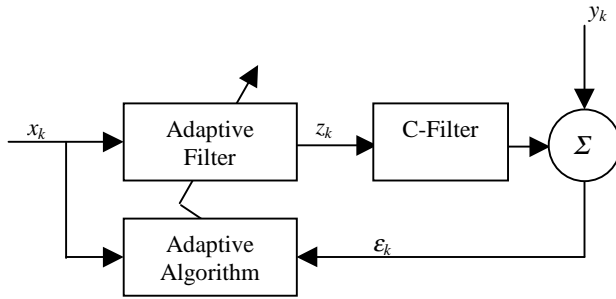 y_k
x_k
Adaptive
Filter
z_k
C-Filter
Σ
Adaptive
Algorithm
ε_k